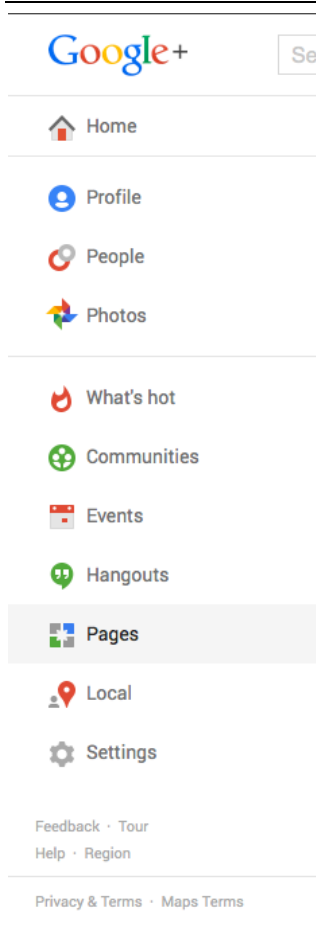 Google+
Se
Home
Profile
People
Photos
What's hot
Communities
Events
Hangouts
Pages
Local
Settings
Feedback · Tour
Help · Region
Privacy & Terms · Maps Terms